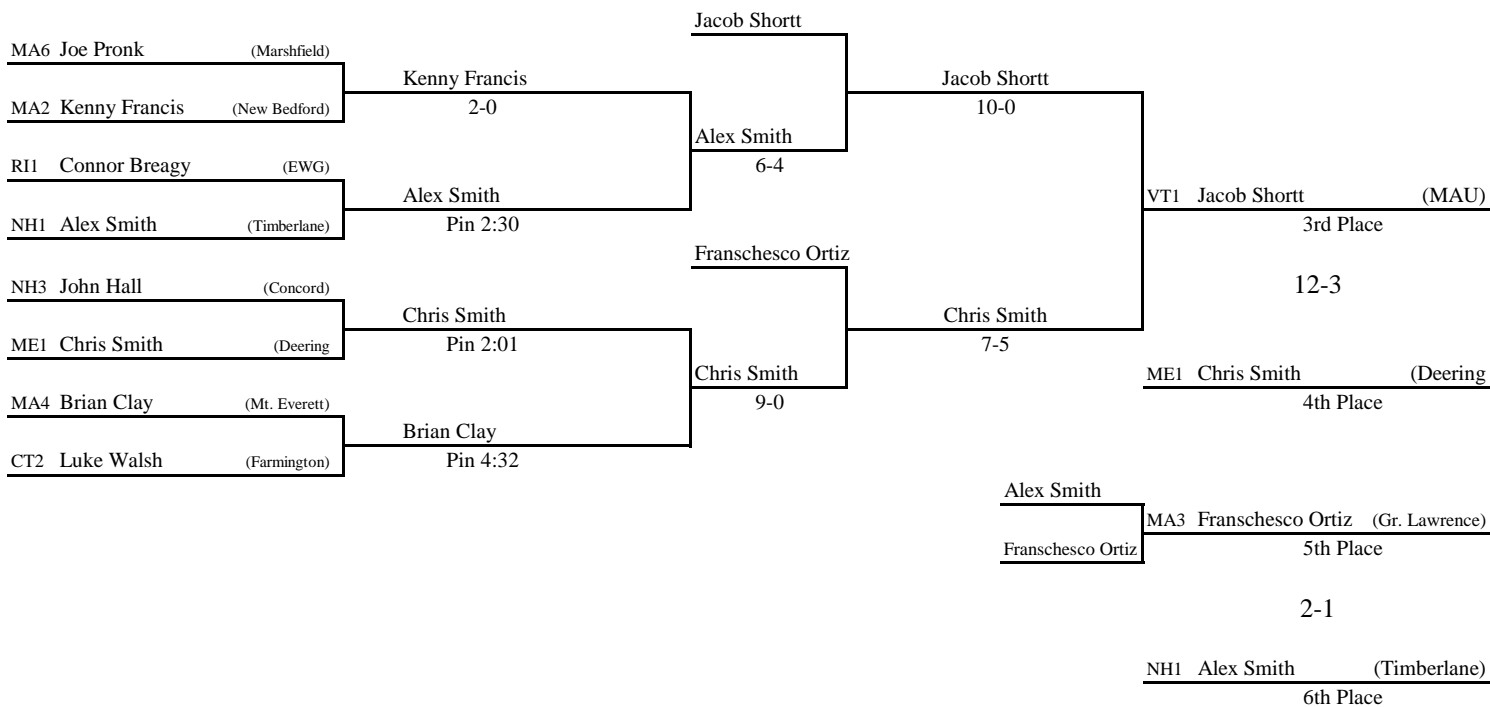 Jacob Shortt
MA6 Joe Pronk (Marshfield)
Kenny Francis
Jacob Shortt
MA2 Kenny Francis (New Bedford)
2-0
10-0
Alex Smith
RI1 Connor Breagy (EWG)
6-4
Alex Smith
VT1 Jacob Shortt (MAU)
NH1 Alex Smith (Timberlane)
Pin 2:30
3rd Place
Franschesco Ortiz
NH3 John Hall (Concord)
12-3
Chris Smith
Chris Smith
ME1 Chris Smith (Deering
Pin 2:01
7-5
Chris Smith
ME1 Chris Smith (Deering
MA4 Brian Clay (Mt. Everett)
9-0
4th Place
Brian Clay
CT2 Luke Walsh (Farmington)
Pin 4:32
Alex Smith
MA3 Franschesco Ortiz (Gr. Lawrence)
Franschesco Ortiz
5th Place
2-1
NH1 Alex Smith (Timberlane)
6th Place